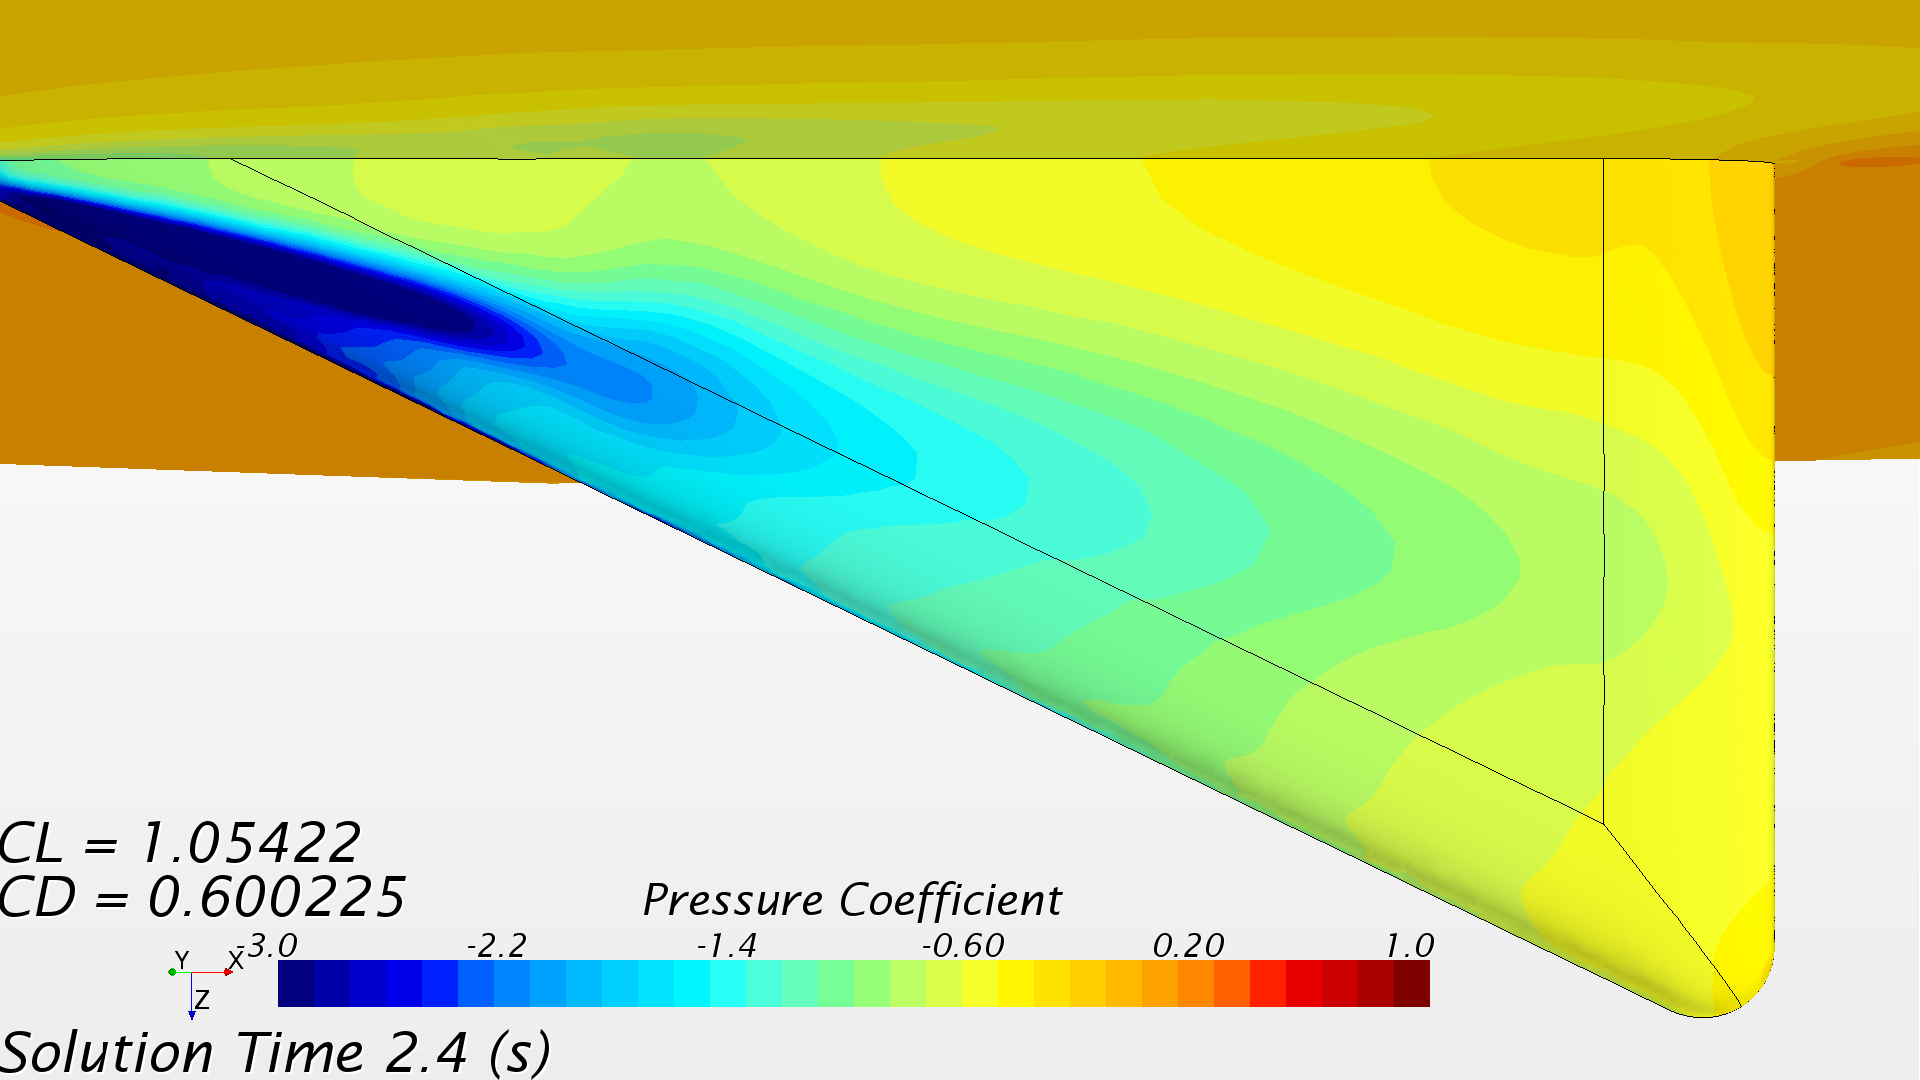 CL = 1.05422
CD = 0.600225
Pressure Coefficient
-3.0 -2.2 -1.4 -0.60 0.20 1.0
Y X
Z
Solution Time 2.4 (s)